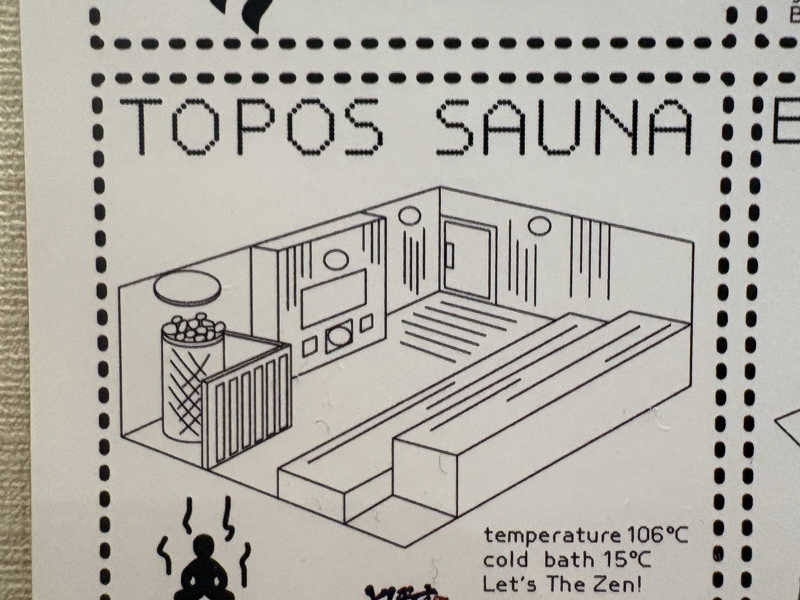 TOPOS SAUNA
temperature 106℃
cold bath 15℃
Let's The Zen!